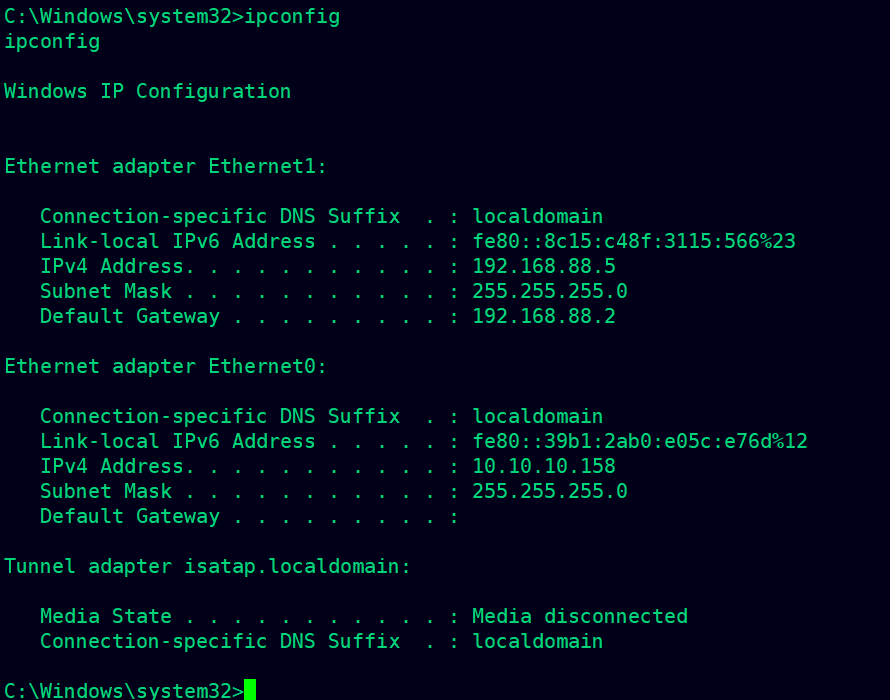 C:\Windows\system32>ipconfig
ipconfig

Windows IP Configuration


Ethernet adapter Ethernet1:

   Connection-specific DNS Suffix  . : localdomain
   Link-local IPv6 Address . . . . . : fe80::8c15:c48f:3115:566%23
   IPv4 Address. . . . . . . . . . . : 192.168.88.5
   Subnet Mask . . . . . . . . . . . : 255.255.255.0
   Default Gateway . . . . . . . . . : 192.168.88.2

Ethernet adapter Ethernet0:

   Connection-specific DNS Suffix  . : localdomain
   Link-local IPv6 Address . . . . . : fe80::39b1:2ab0:e05c:e76d%12
   IPv4 Address. . . . . . . . . . . : 10.10.10.158
   Subnet Mask . . . . . . . . . . . : 255.255.255.0
   Default Gateway . . . . . . . . . :

Tunnel adapter isatap.localdomain:

   Media State . . . . . . . . . . . : Media disconnected
   Connection-specific DNS Suffix  . : localdomain

C:\Windows\system32>